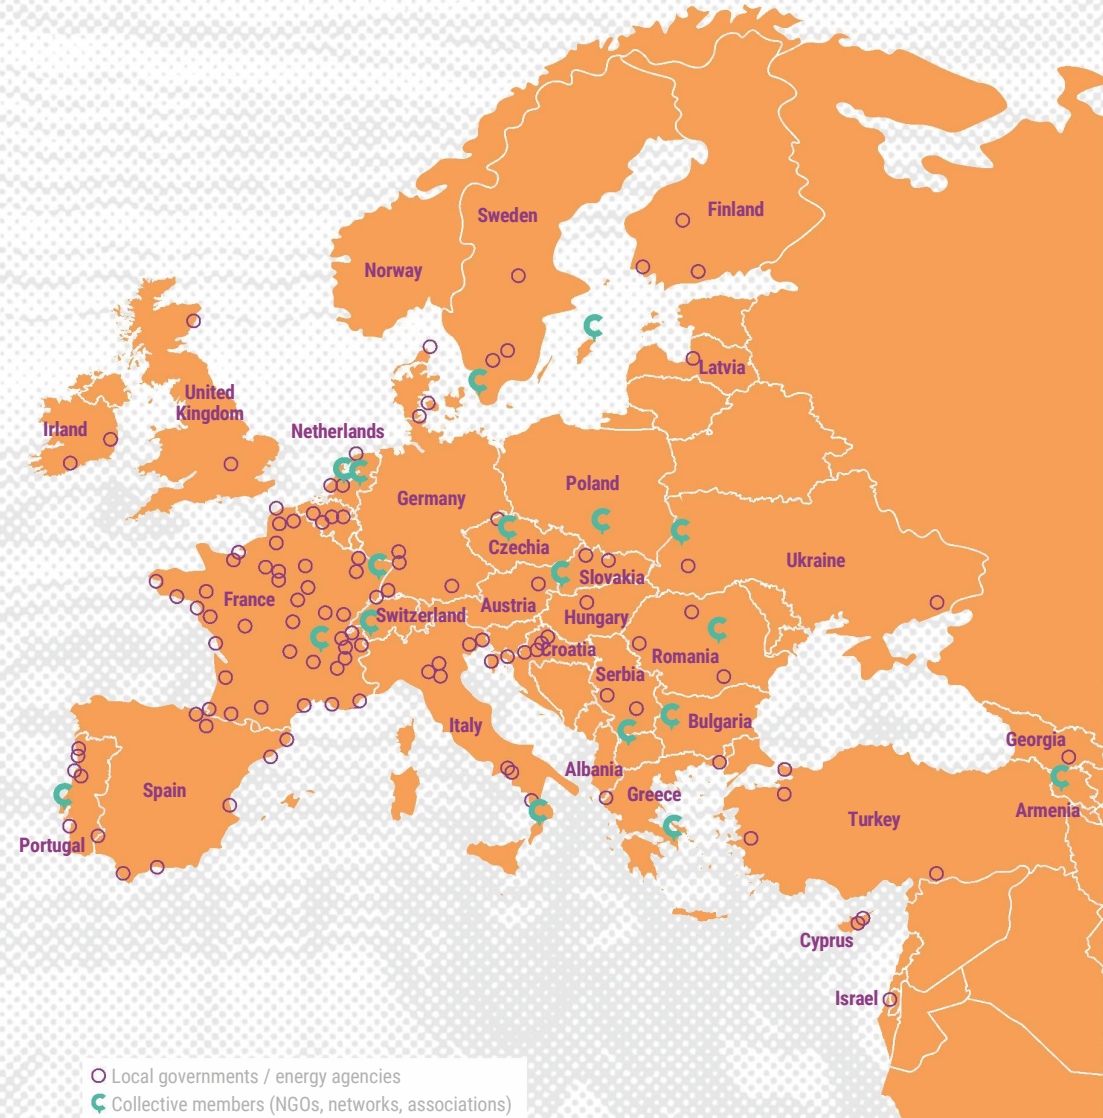 Finland
Sweden
Norway
Latvia
United
Kingdom
Irland
Netherlands
Poland
Germany
Czechia
Ukraine
Slovakia
France
Austria
Switzerland
Hungary
Croatia
Romania
Serbia
Bulgaria
Italy
Georgia
Albania
Spain
Greece
Armenia
Turkey
Portugal
Cyprus
Israel
Local governments / energy agencies
Collective members (NGOs, networks, associations)